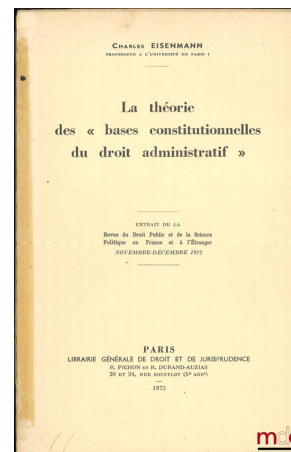 CHARLES EISENMANN
PROFESSEUR A L'UNIVERSITÉ DE PARIS I
La théorie
des « bases constitutionnelles
du droit administratif »
EXTRAIT DE LA
Revue du Droit Public et de la Science
Politique en France et à l'Étranger
NOVEMBRE-DÉCEMBRE 1972
PARIS
LIBRAIRIE GÉNÉRALE DE DROIT ET DE JURISPRUDENCE
R. PICHON ET R. DURAND-AUZIAS
20 ET 24, RUE SOUFFLOT (5e ARRt)
1972